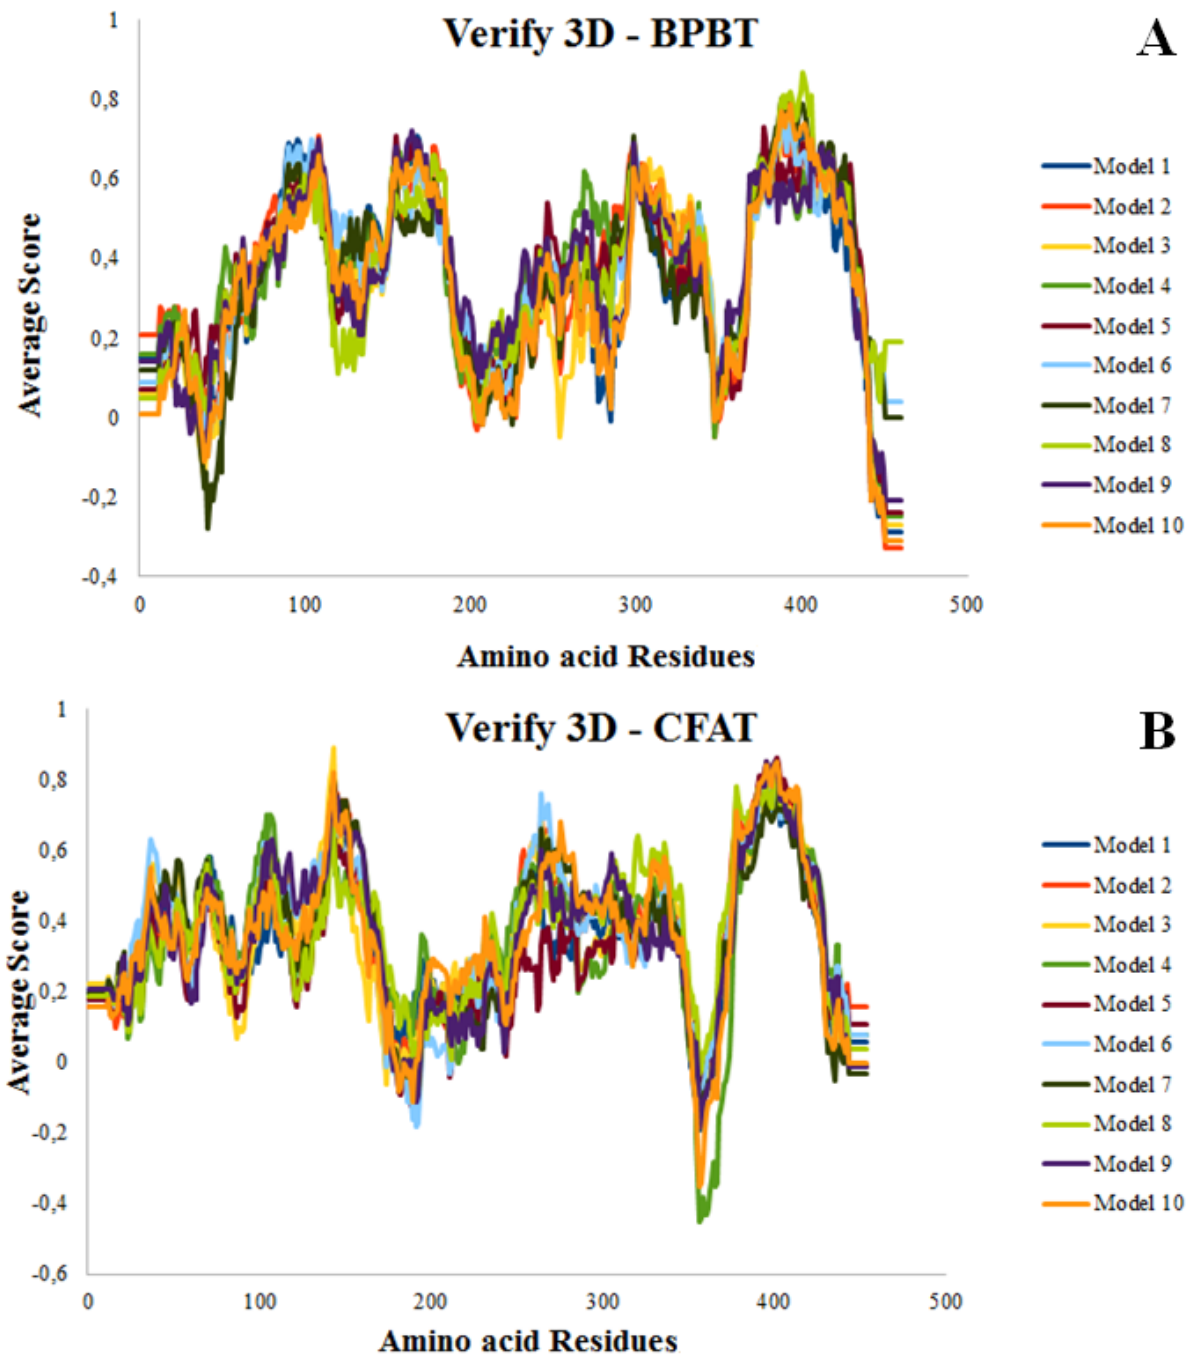 Verify 3D - BPBT
A
1
0,8
0,6
0,4
0,2
0
-0,2
-0,4
Average Score
0
100
200
300
400
500
Amino acid Residues
Model 1
Model 2
Model 3
Model 4
Model 5
Model 6
Model 7
Model 8
Model 9
Model 10
Verify 3D - CFAT
B
1
0,8
0,6
0,4
0,2
0
-0,2
-0,4
-0,6
Average Score
0
100
200
300
400
500
Amino acid Residues
Model 1
Model 2
Model 3
Model 4
Model 5
Model 6
Model 7
Model 8
Model 9
Model 10